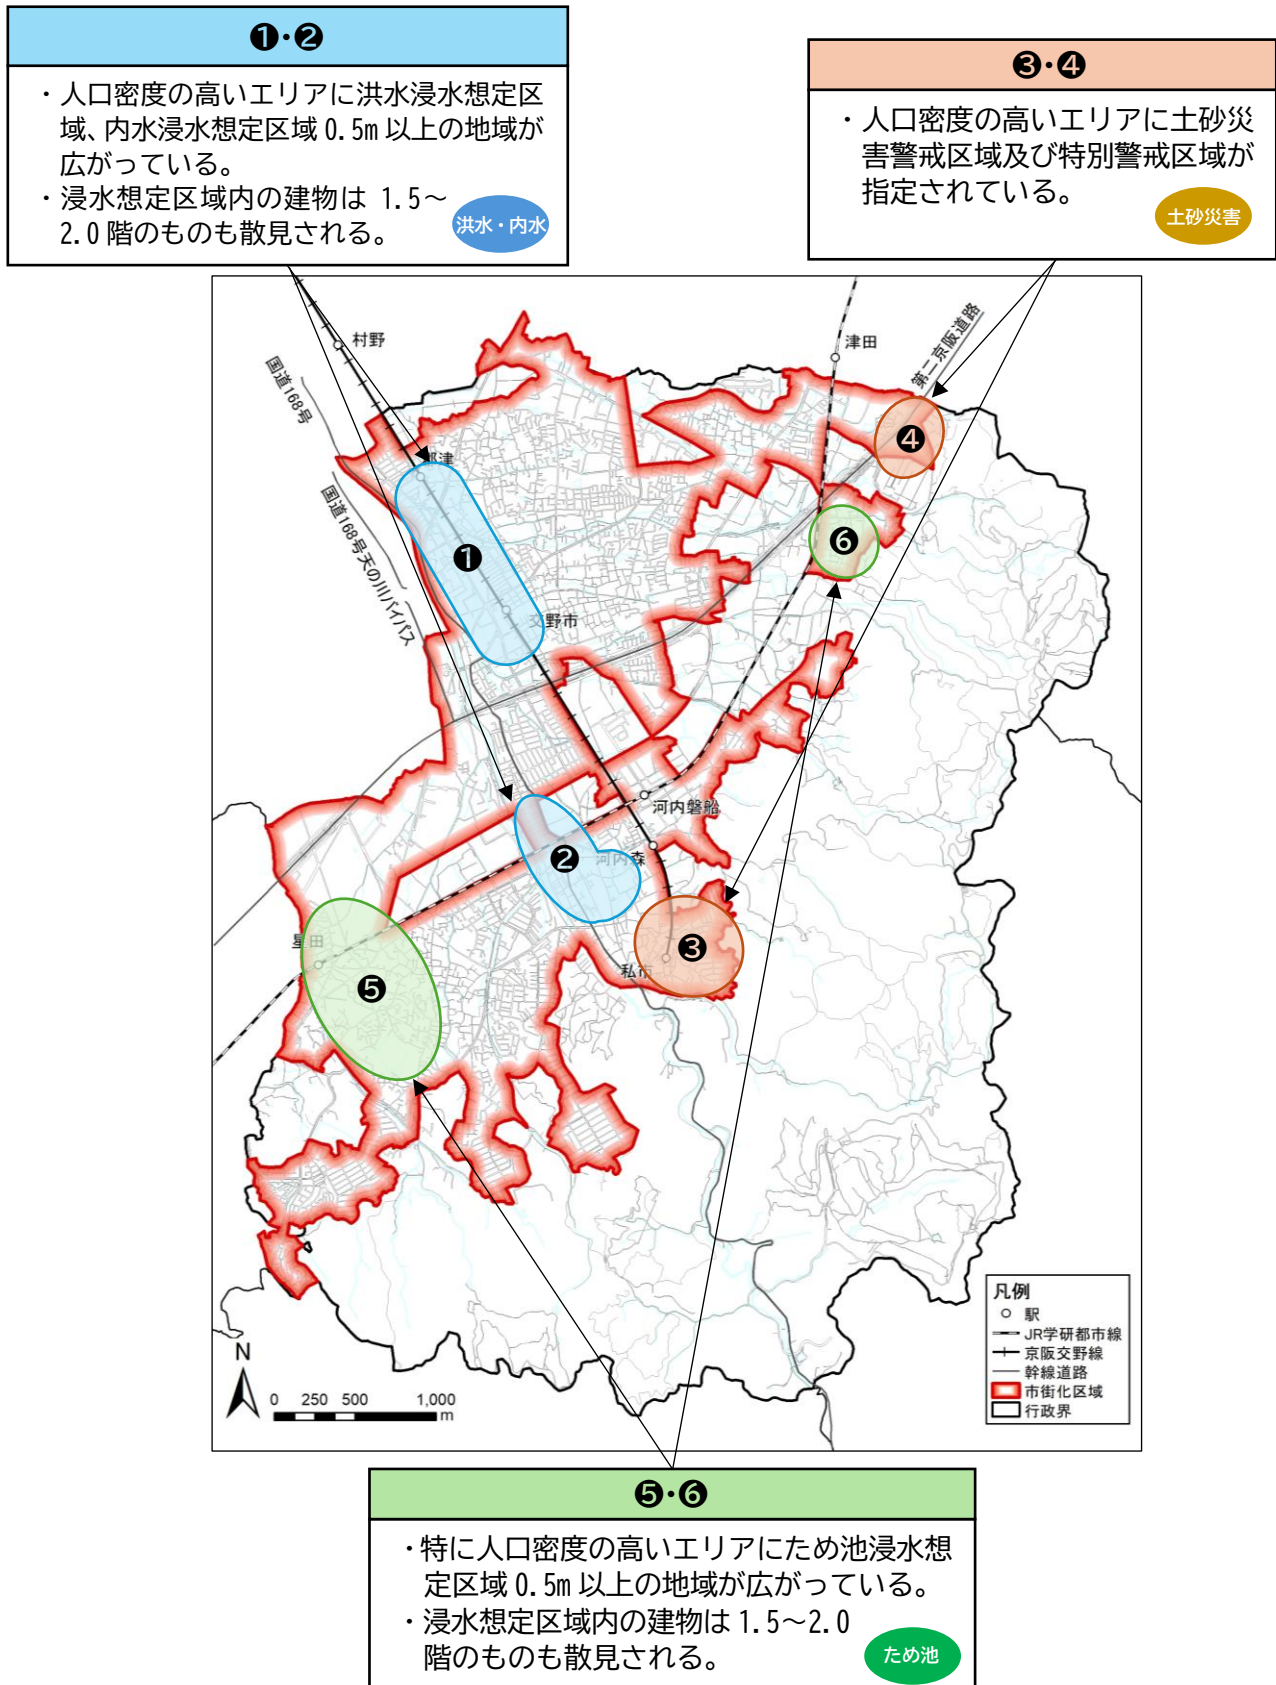 ❶・❷
・人口密度の高いエリアに洪水浸水想定区
域、内水浸水想定区域 0.5m 以上の地域が
広がっている。
・浸水想定区域内の建物は 1.5～
2.0 階のものも散見される。
洪水・内水
❸・❹
・人口密度の高いエリアに土砂災
害警戒区域及び特別警戒区域が
指定されている。
土砂災害
村野
津田
第二京阪道路
国道168号
国道168号天の川バイパス
郡津
❹
❻
❶
交野市
河内磐船
❷
河内森
❸
星田
私市
❺
凡例
駅
JR学研都市線
京阪交野線
幹線道路
市街化区域
行政界
N
0 250 500 1,000
m
❺・❻
・特に人口密度の高いエリアにため池浸水想
定区域 0.5m 以上の地域が広がっている。
・浸水想定区域内の建物は 1.5～2.0
階のものも散見される。
ため池